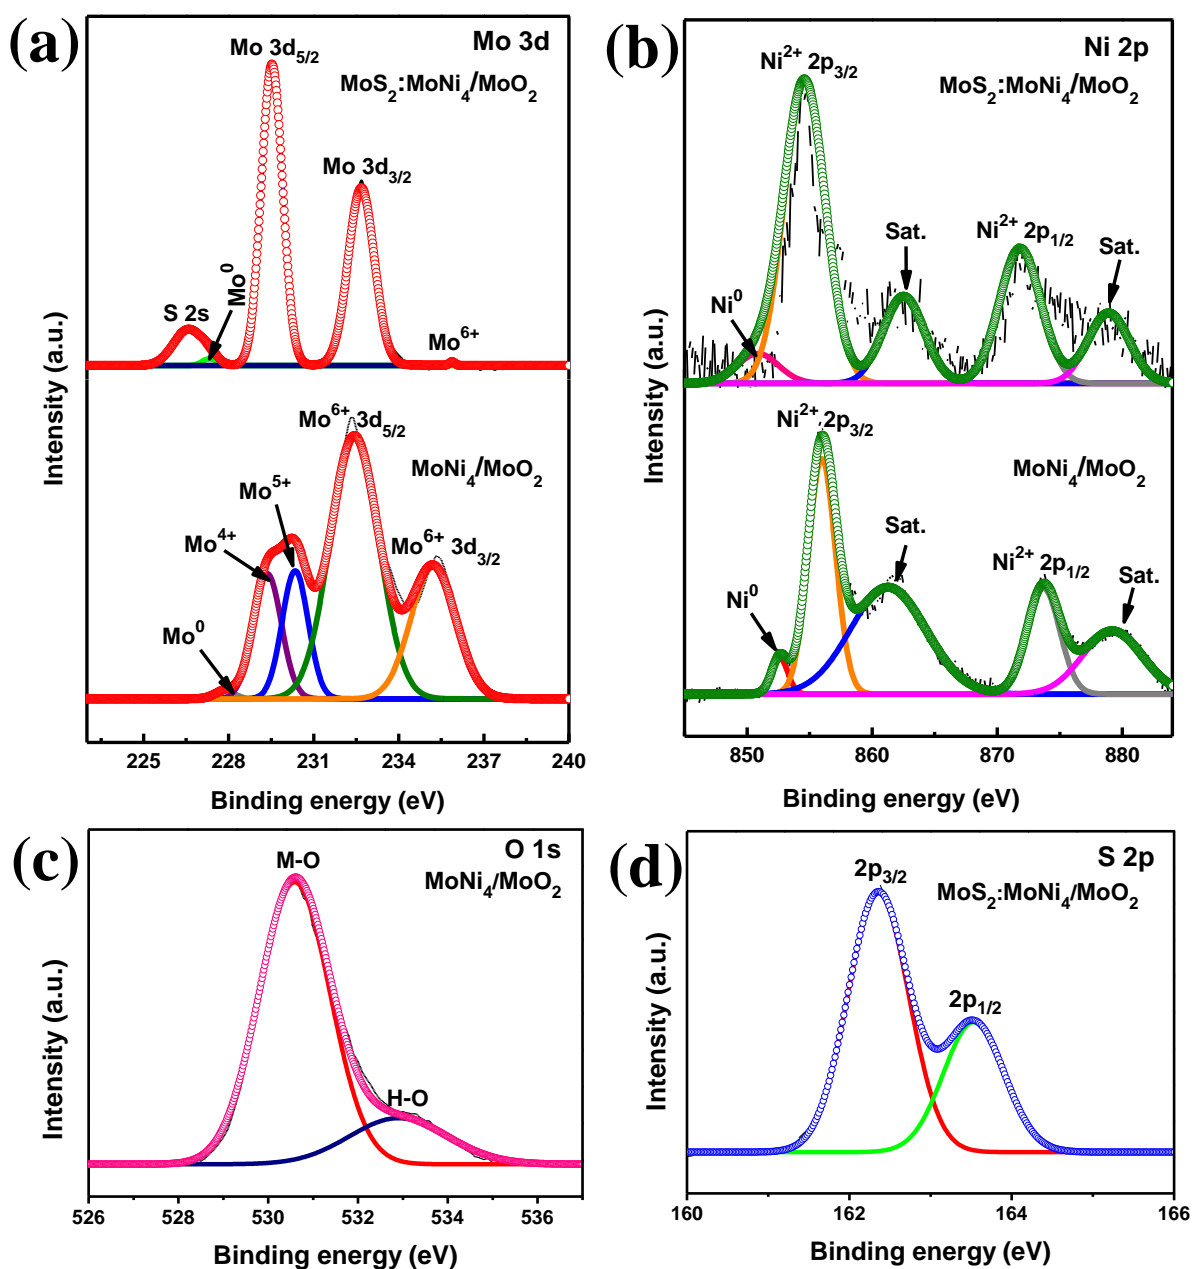 (a)
Mo 3d
Mo 3d5/2
MoS2:MoNi4/MoO2
Mo 3d3/2
S 2s
Mo0
Mo6+
Mo6+ 3d5/2
MoNi4/MoO2
Mo5+
Mo4+
Mo6+ 3d3/2
Mo0
Intensity (a.u.)
225 228 231 234 237 240
Binding energy (eV)
(b)
Ni 2p
Ni2+ 2p3/2
MoS2:MoNi4/MoO2
Sat.
Ni2+ 2p1/2
Sat.
Ni0
Ni2+ 2p3/2
MoNi4/MoO2
Sat.
Ni2+ 2p1/2
Sat.
Ni0
Intensity (a.u.)
850 860 870 880
Binding energy (eV)
(c)
O 1s
M-O
MoNi4/MoO2
H-O
Intensity (a.u.)
526 528 530 532 534 536
Binding energy (eV)
(d)
S 2p
2p3/2
MoS2:MoNi4/MoO2
2p1/2
Intensity (a.u.)
160 162 164 166
Binding energy (eV)